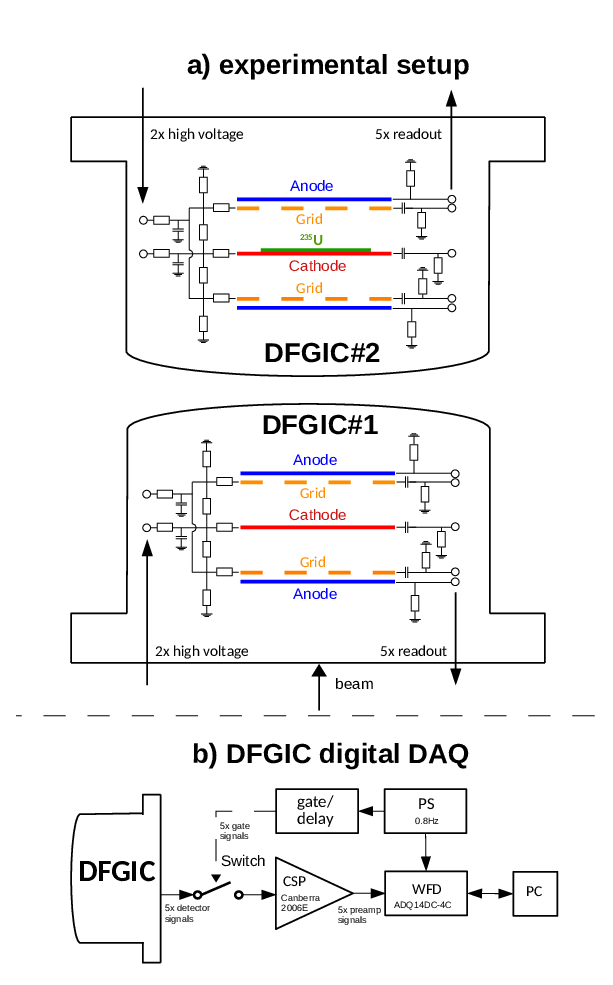 a) experimental setup
2x high voltage
5x readout
Anode
Grid
235U
Cathode
Grid
DFGIC#2
DFGIC#1
Anode
Grid
Cathode
Grid
Anode
2x high voltage
5x readout
beam
b) DFGIC digital DAQ
gate/
delay
PS
0.8Hz
5x gate
signals
Switch
DFGIC
CSP
Canberra
2006E
WFD
ADQ14DC-4C
PC
5x detector
signals
5x preamp
signals